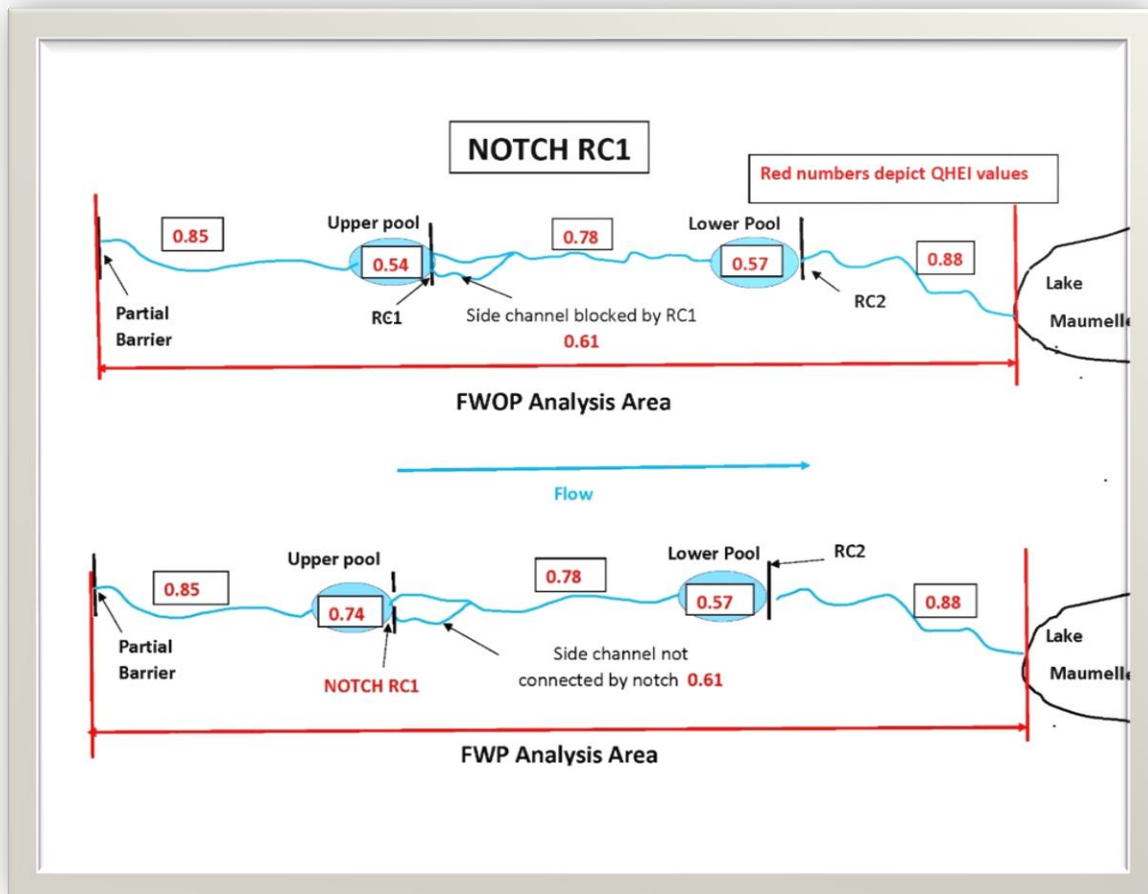 NOTCH RC1
Red numbers depict QHEI values
0.85
Upper pool
0.54
RC1
0.78
Lower Pool
0.57
RC2
0.88
Lake
Maumelle
Partial
Barrier
Side channel blocked by RC1
0.61
FWOP Analysis Area
Flow
0.85
Upper pool
0.74
NOTCH RC1
0.78
Lower Pool
0.57
RC2
0.88
Lake
Maumelle
Partial
Barrier
Side channel not
connected by notch 0.61
FWP Analysis Area